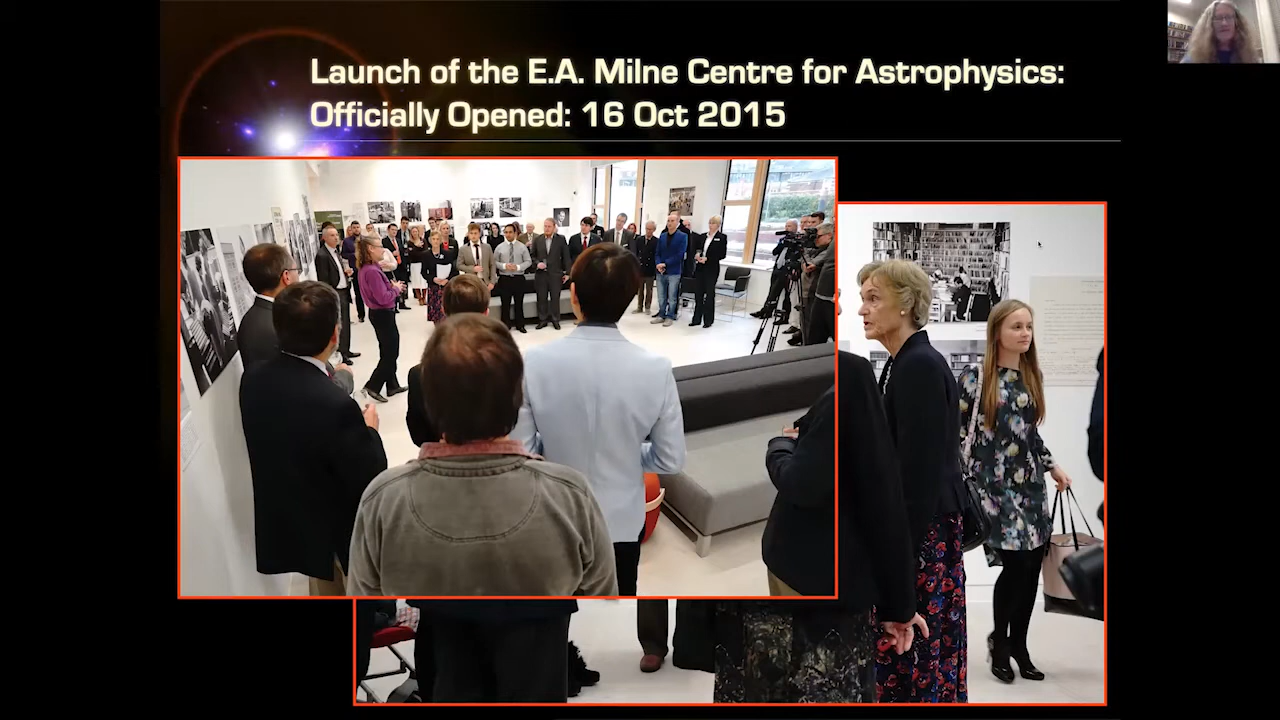 Launch of the E.A. Milne Centre for Astrophysics:
Officially Opened: 16 Oct 2015